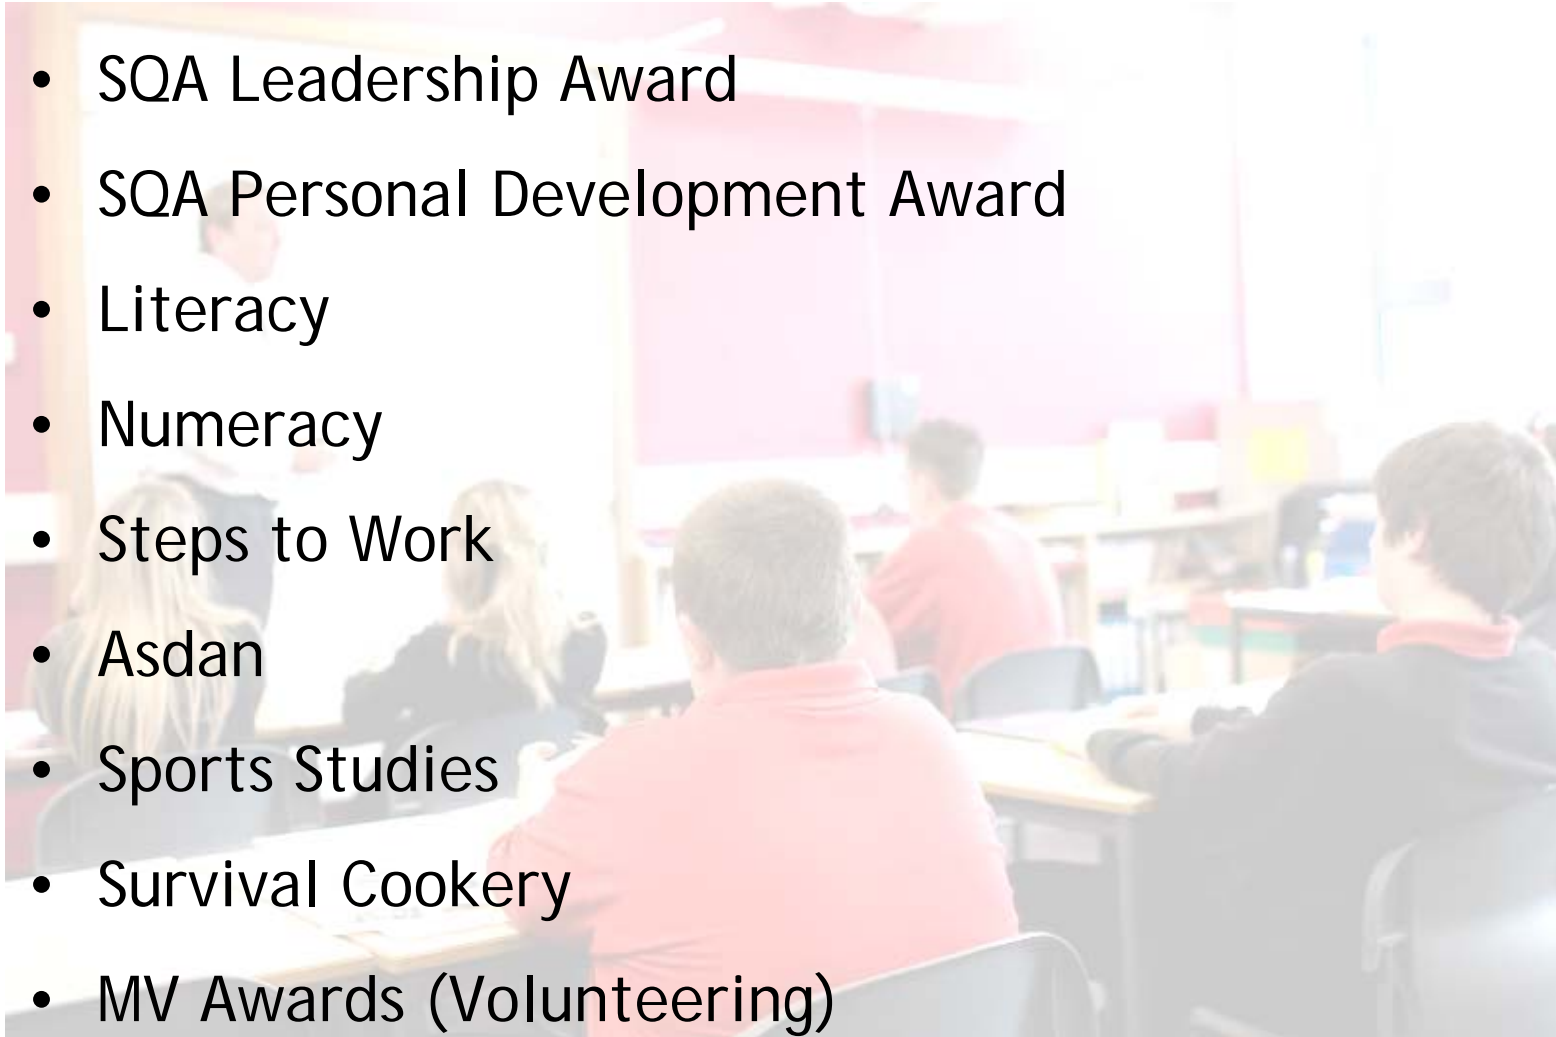 • SQA Leadership Award
• SQA Personal Development Award
• Literacy
• Numeracy
• Steps to Work
• Asdan
• Sports Studies
• Survival Cookery
• MV Awards (Volunteering)